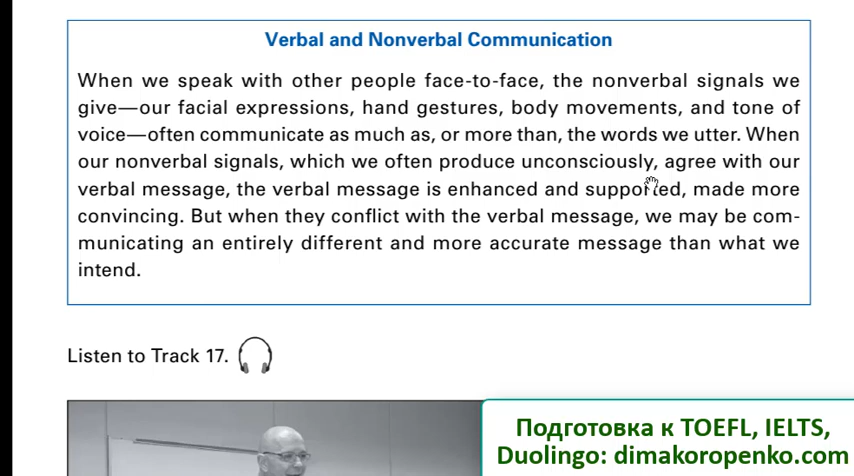 Verbal and Nonverbal Communication
When we speak with other people face-to-face, the nonverbal signals we
give—our facial expressions, hand gestures, body movements, and tone of
voice—often communicate as much as, or more than, the words we utter. When
our nonverbal signals, which we often produce unconsciously, agree with our
verbal message, the verbal message is enhanced and supported, made more
convincing. But when they conflict with the verbal message, we may be com-
municating an entirely different and more accurate message than what we
intend.
Listen to Track 17.
Подготовка к TOEFL, IELTS,
Duolingo: dimakoropenko.com